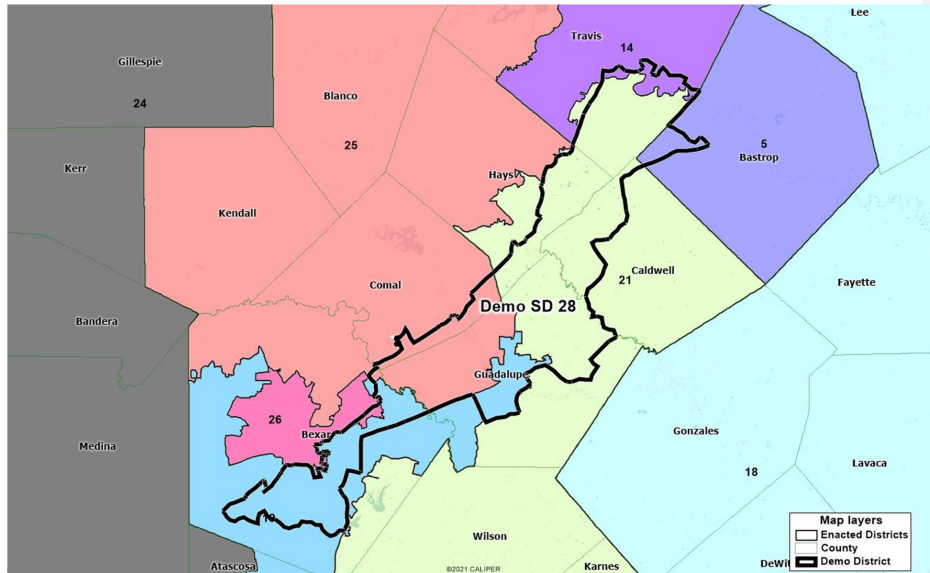 Lee
Travis
14
Gillespie
24
Blanco
25
5
Bastrop
Kerr
Hays
Kendall
Caldwell
21
Comal
Fayette
Demo SD 28
Bandera
Guadalupe
26
Bexar
Gonzales
Medina
18
Lavaca
19
Wilson
Map layers
Enacted Districts
County
Demo District
Atascosa
©2021 CALIPER
Karnes
DeWit